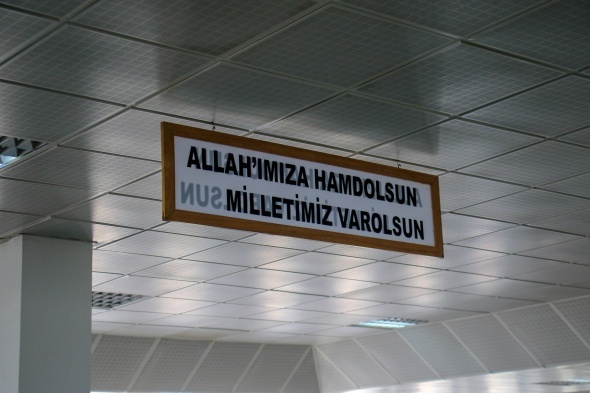 ALLAH'IMIZA HAMDOLSUN
MİLLETİMİZ VAROLSUN